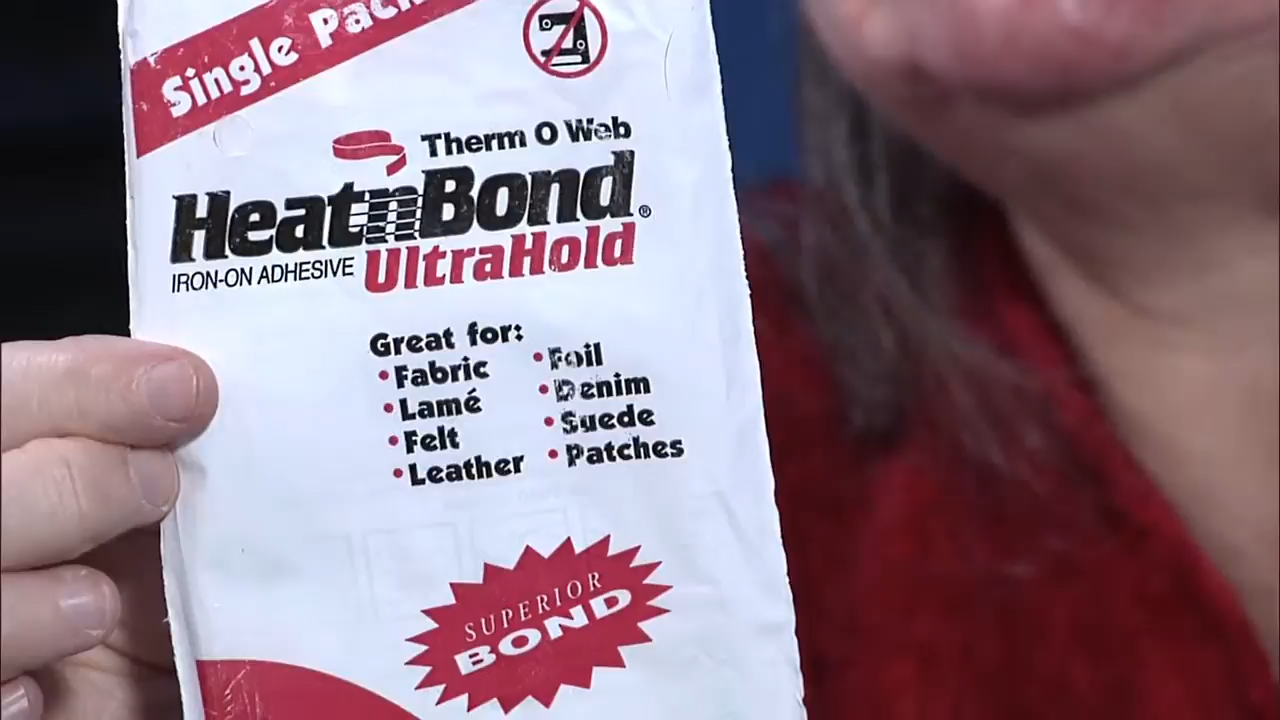 Single Pack
Therm O Web
HeatnBond®
IRON-ON ADHESIVE UltraHold
Great for:
• Fabric
• Lamé
• Felt
• Leather
• Foil
• Denim
• Suede
• Patches
SUPERIOR
BOND